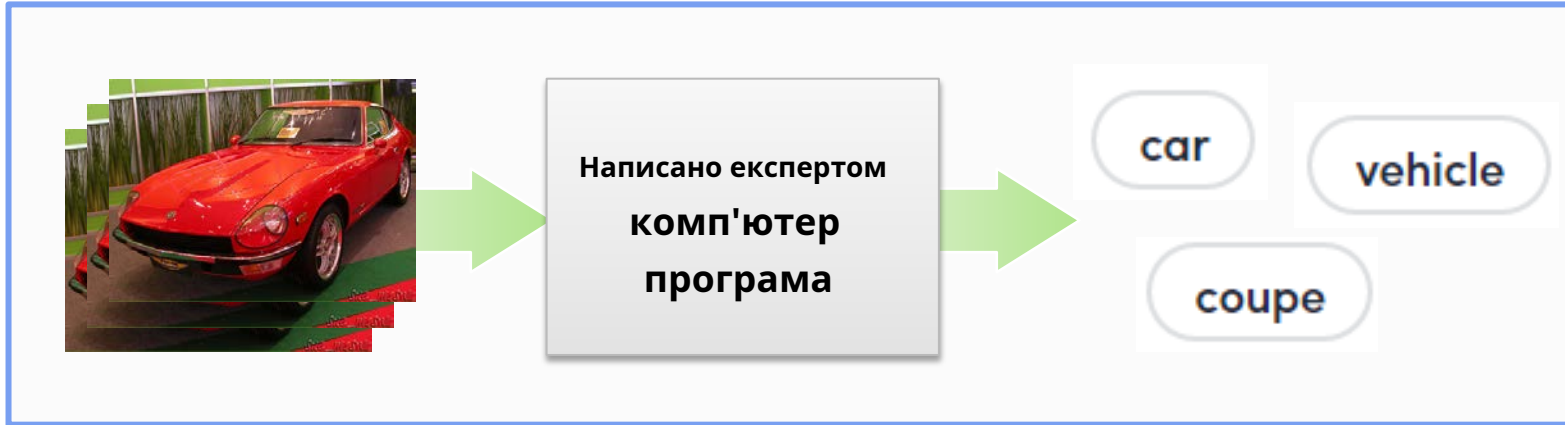 Написано експертом
комп'ютер
програма
car
vehicle
coupe